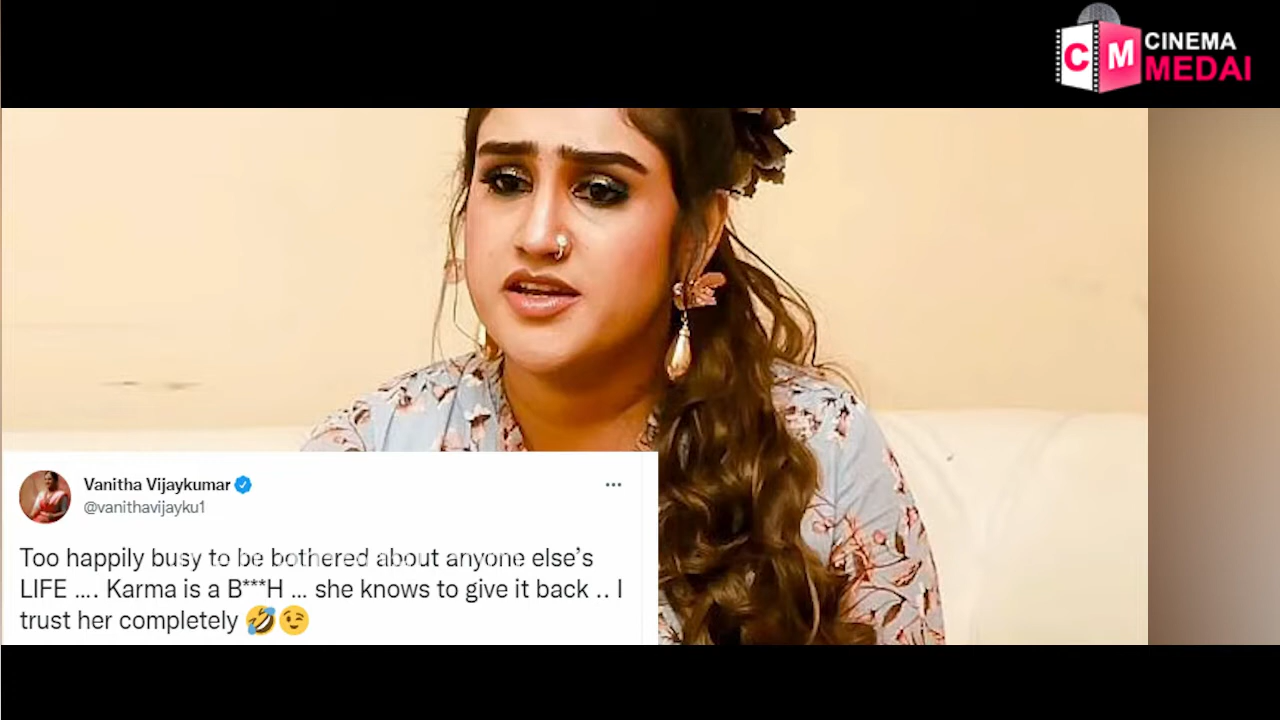 CINEMA
CM MEDAI
Vanitha Vijaykumar
@vanithavijayku1
Too happily busy to be bothered about anyone else's
LIFE .... Karma is a B***H ... she knows to give it back .. I
trust her completely 🤣😉